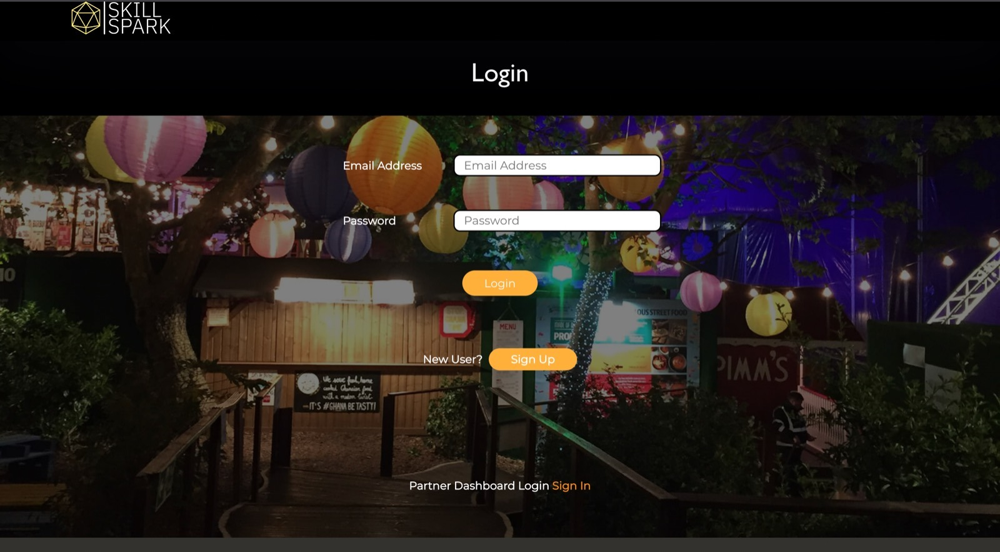 SKILL
SPARK
Login
Email Address
Email Address
Password
Password
Login
New User?
Sign Up
10
MENU
OUS STREET FOOD
PRO
PIMM'S
We serve fresh, home
cooked Ghanaian food
with a modern twist
IT'S #GHANA BE TASTY!
Partner Dashboard Login Sign In